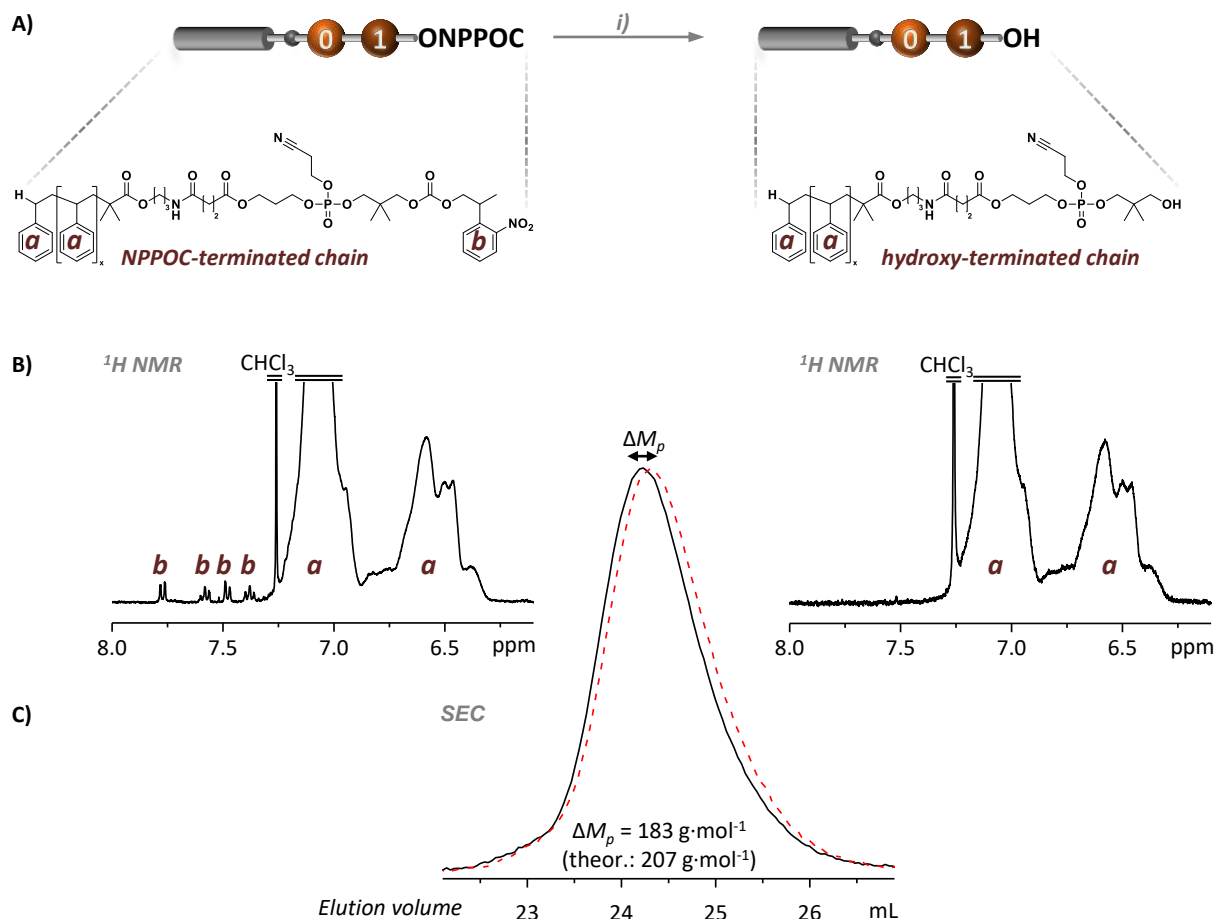 A)
0 1 ONPPOC
i)
0 1 OH
N
H
O
O
3
N
H
O
2
O
O
O
O
P
O
O
O
O
O
NO₂
a
a
x
b
NPPOC-terminated chain
N
H
O
O
3
N
H
O
2
O
O
O
O
P
O
O
OH
a
a
x
hydroxy-terminated chain
B)
¹H NMR
CHCl₃
b b b b a a
8.0 7.5 7.0 6.5 ppm
¹H NMR
CHCl₃
a a
8.0 7.5 7.0 6.5 ppm
ΔMₚ
C)
SEC
ΔMₚ = 183 g·mol⁻¹
(theor.: 207 g·mol⁻¹)
Elution volume 23 24 25 26 mL